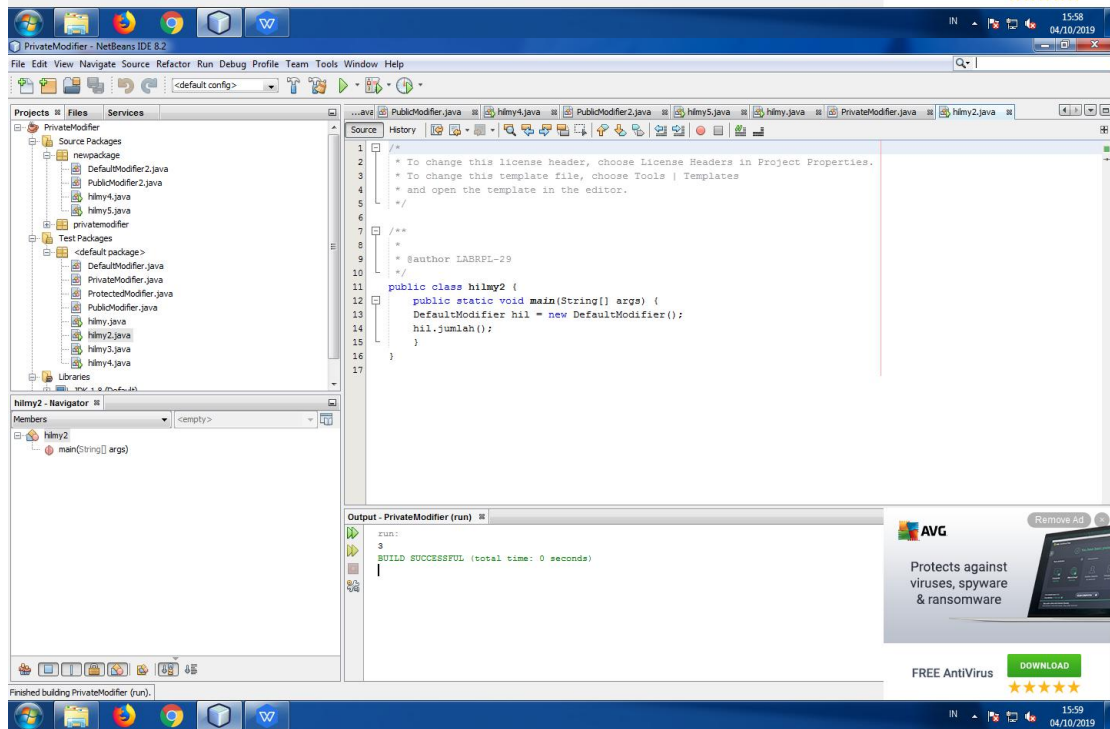 IN
15:58
04/10/2019
PrivateModifier - NetBeans IDE 8.2
File Edit View Navigate Source Refactor Run Debug Profile Team Tools Window Help
<default config>
Projects Files Services
PrivateModifier
Source Packages
newpackage
DefaultModifier2.java
PublicModifier2.java
hilmy4.java
hilmy5.java
privatemodifier
Test Packages
<default package>
DefaultModifier.java
PrivateModifier.java
ProtectedModifier.java
PublicModifier.java
hilmy.java
hilmy2.java
hilmy3.java
hilmy4.java
Libraries
JDK 1.8 (Default)
hilmy2 - Navigator
Members <empty>
hilmy2
main(String[] args)
...ava PublicModifier.java hilmy4.java PublicModifier2.java hilmy5.java hilmy.java PrivateModifier.java hilmy2.java
Source History
1 /*
2 * To change this license header, choose License Headers in Project Properties.
3 * To change this template file, choose Tools | Templates
4 * and open the template in the editor.
5 */
6
7 /**
8 *
9 * @author LABRPL-29
10 */
11 public class hilmy2 {
12 public static void main(String[] args) {
13 DefaultModifier hil = new DefaultModifier();
14 hil.jumlah();
15 }
16 }
17
Output - PrivateModifier (run)
run:
3
BUILD SUCCESSFUL (total time: 0 seconds)
Remove Ad
AVG
Protects against
viruses, spyware
& ransomware
FREE AntiVirus
DOWNLOAD
Finished building PrivateModifier (run).
IN
15:59
04/10/2019